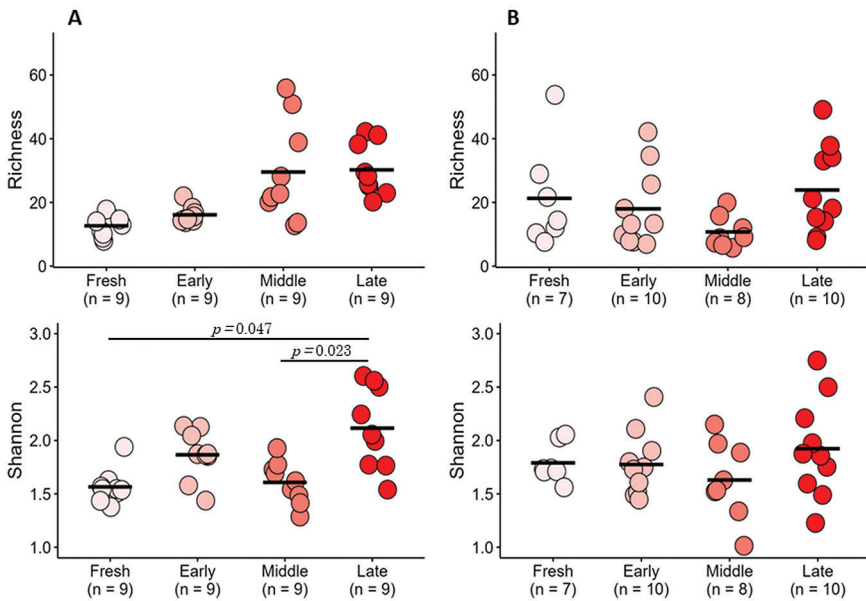 A
B
Richness
60
40
20
0
Fresh Early Middle Late
(n = 9) (n = 9) (n = 9) (n = 9)
Richness
60
40
20
0
Fresh Early Middle Late
(n = 7) (n = 10) (n = 8) (n = 10)
Shannon
3.0
2.5
2.0
1.5
1.0
p = 0.047
p = 0.023
Fresh Early Middle Late
(n = 9) (n = 9) (n = 9) (n = 9)
Shannon
3.0
2.5
2.0
1.5
1.0
Fresh Early Middle Late
(n = 7) (n = 10) (n = 8) (n = 10)